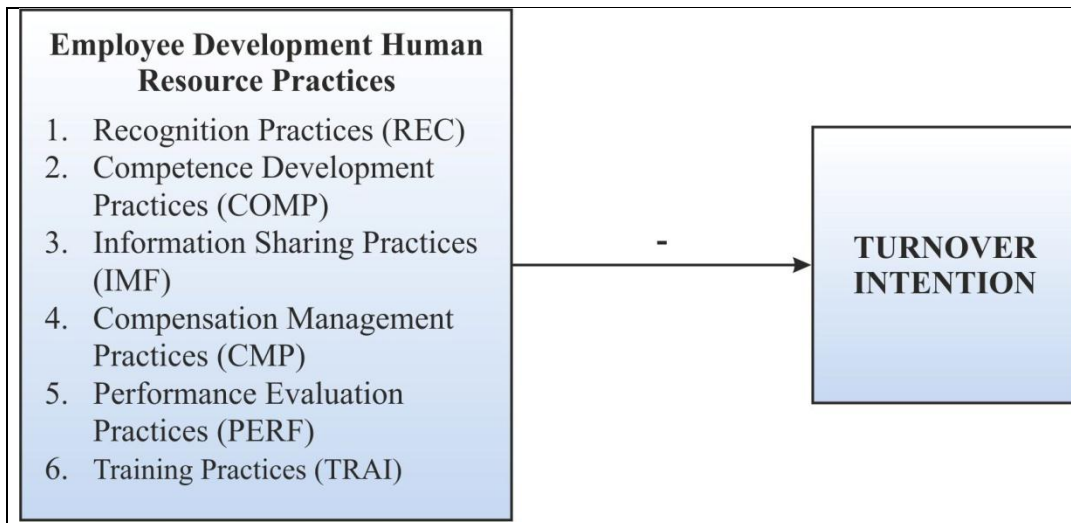 Employee Development Human
Resource Practices
1. Recognition Practices (REC)
2. Competence Development
Practices (COMP)
3. Information Sharing Practices
(IMF)
4. Compensation Management
Practices (CMP)
5. Performance Evaluation
Practices (PERF)
6. Training Practices (TRAI)
-
TURNOVER
INTENTION